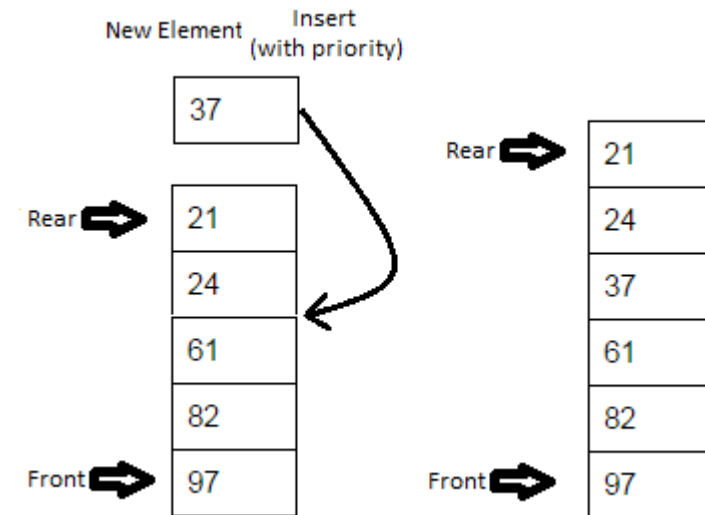 New Element
Insert
(with priority)
37
Rear
21
24
61
82
Front
97
Rear
21
24
37
61
82
Front
97